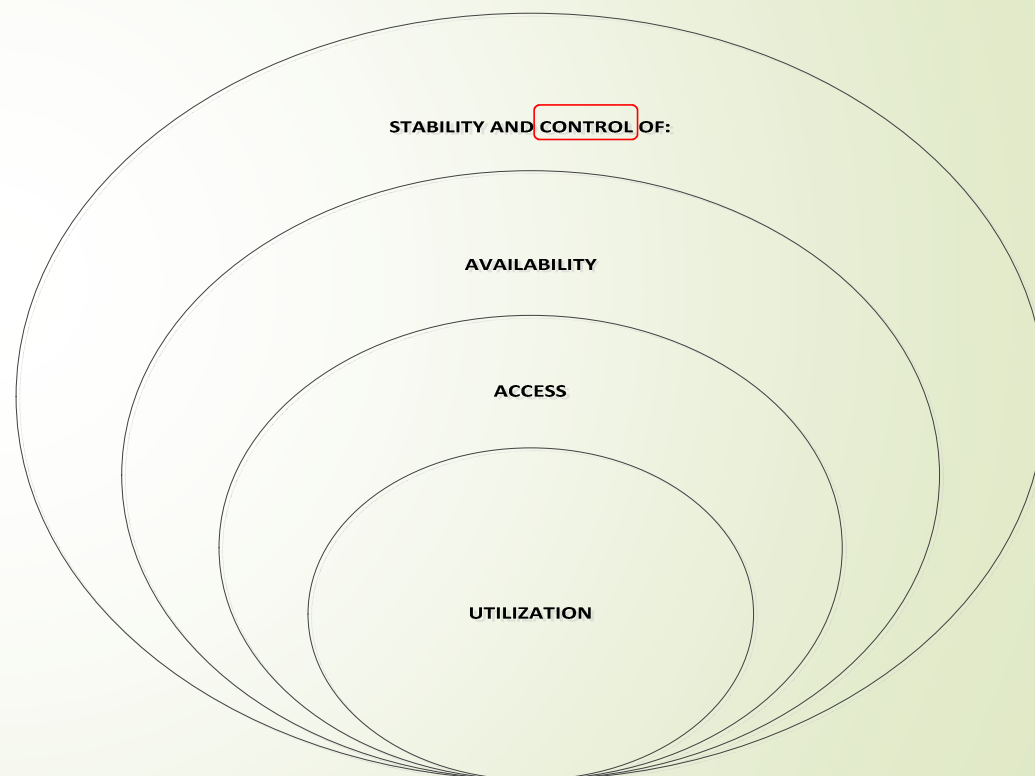 STABILITY AND CONTROL OF:
AVAILABILITY
ACCESS
UTILIZATION